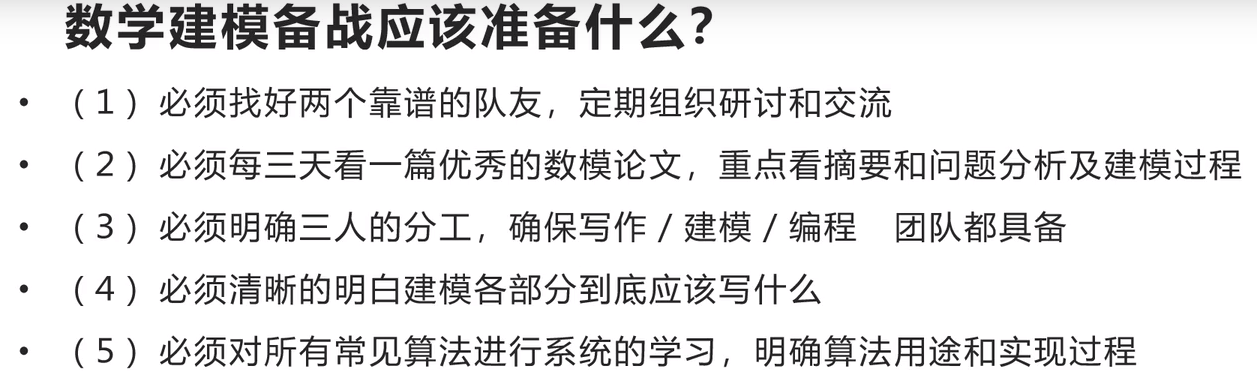 数学建模备战应该准备什么？
• （1）必须找好两个靠谱的队友，定期组织研讨和交流
• （2）必须每三天看一篇优秀的数模论文，重点看摘要和问题分析及建模过程
• （3）必须明确三人的分工，确保写作 / 建模 / 编程　团队都具备
• （4）必须清晰的明白建模各部分到底应该写什么
• （5）必须对所有常见算法进行系统的学习，明确算法用途和实现过程